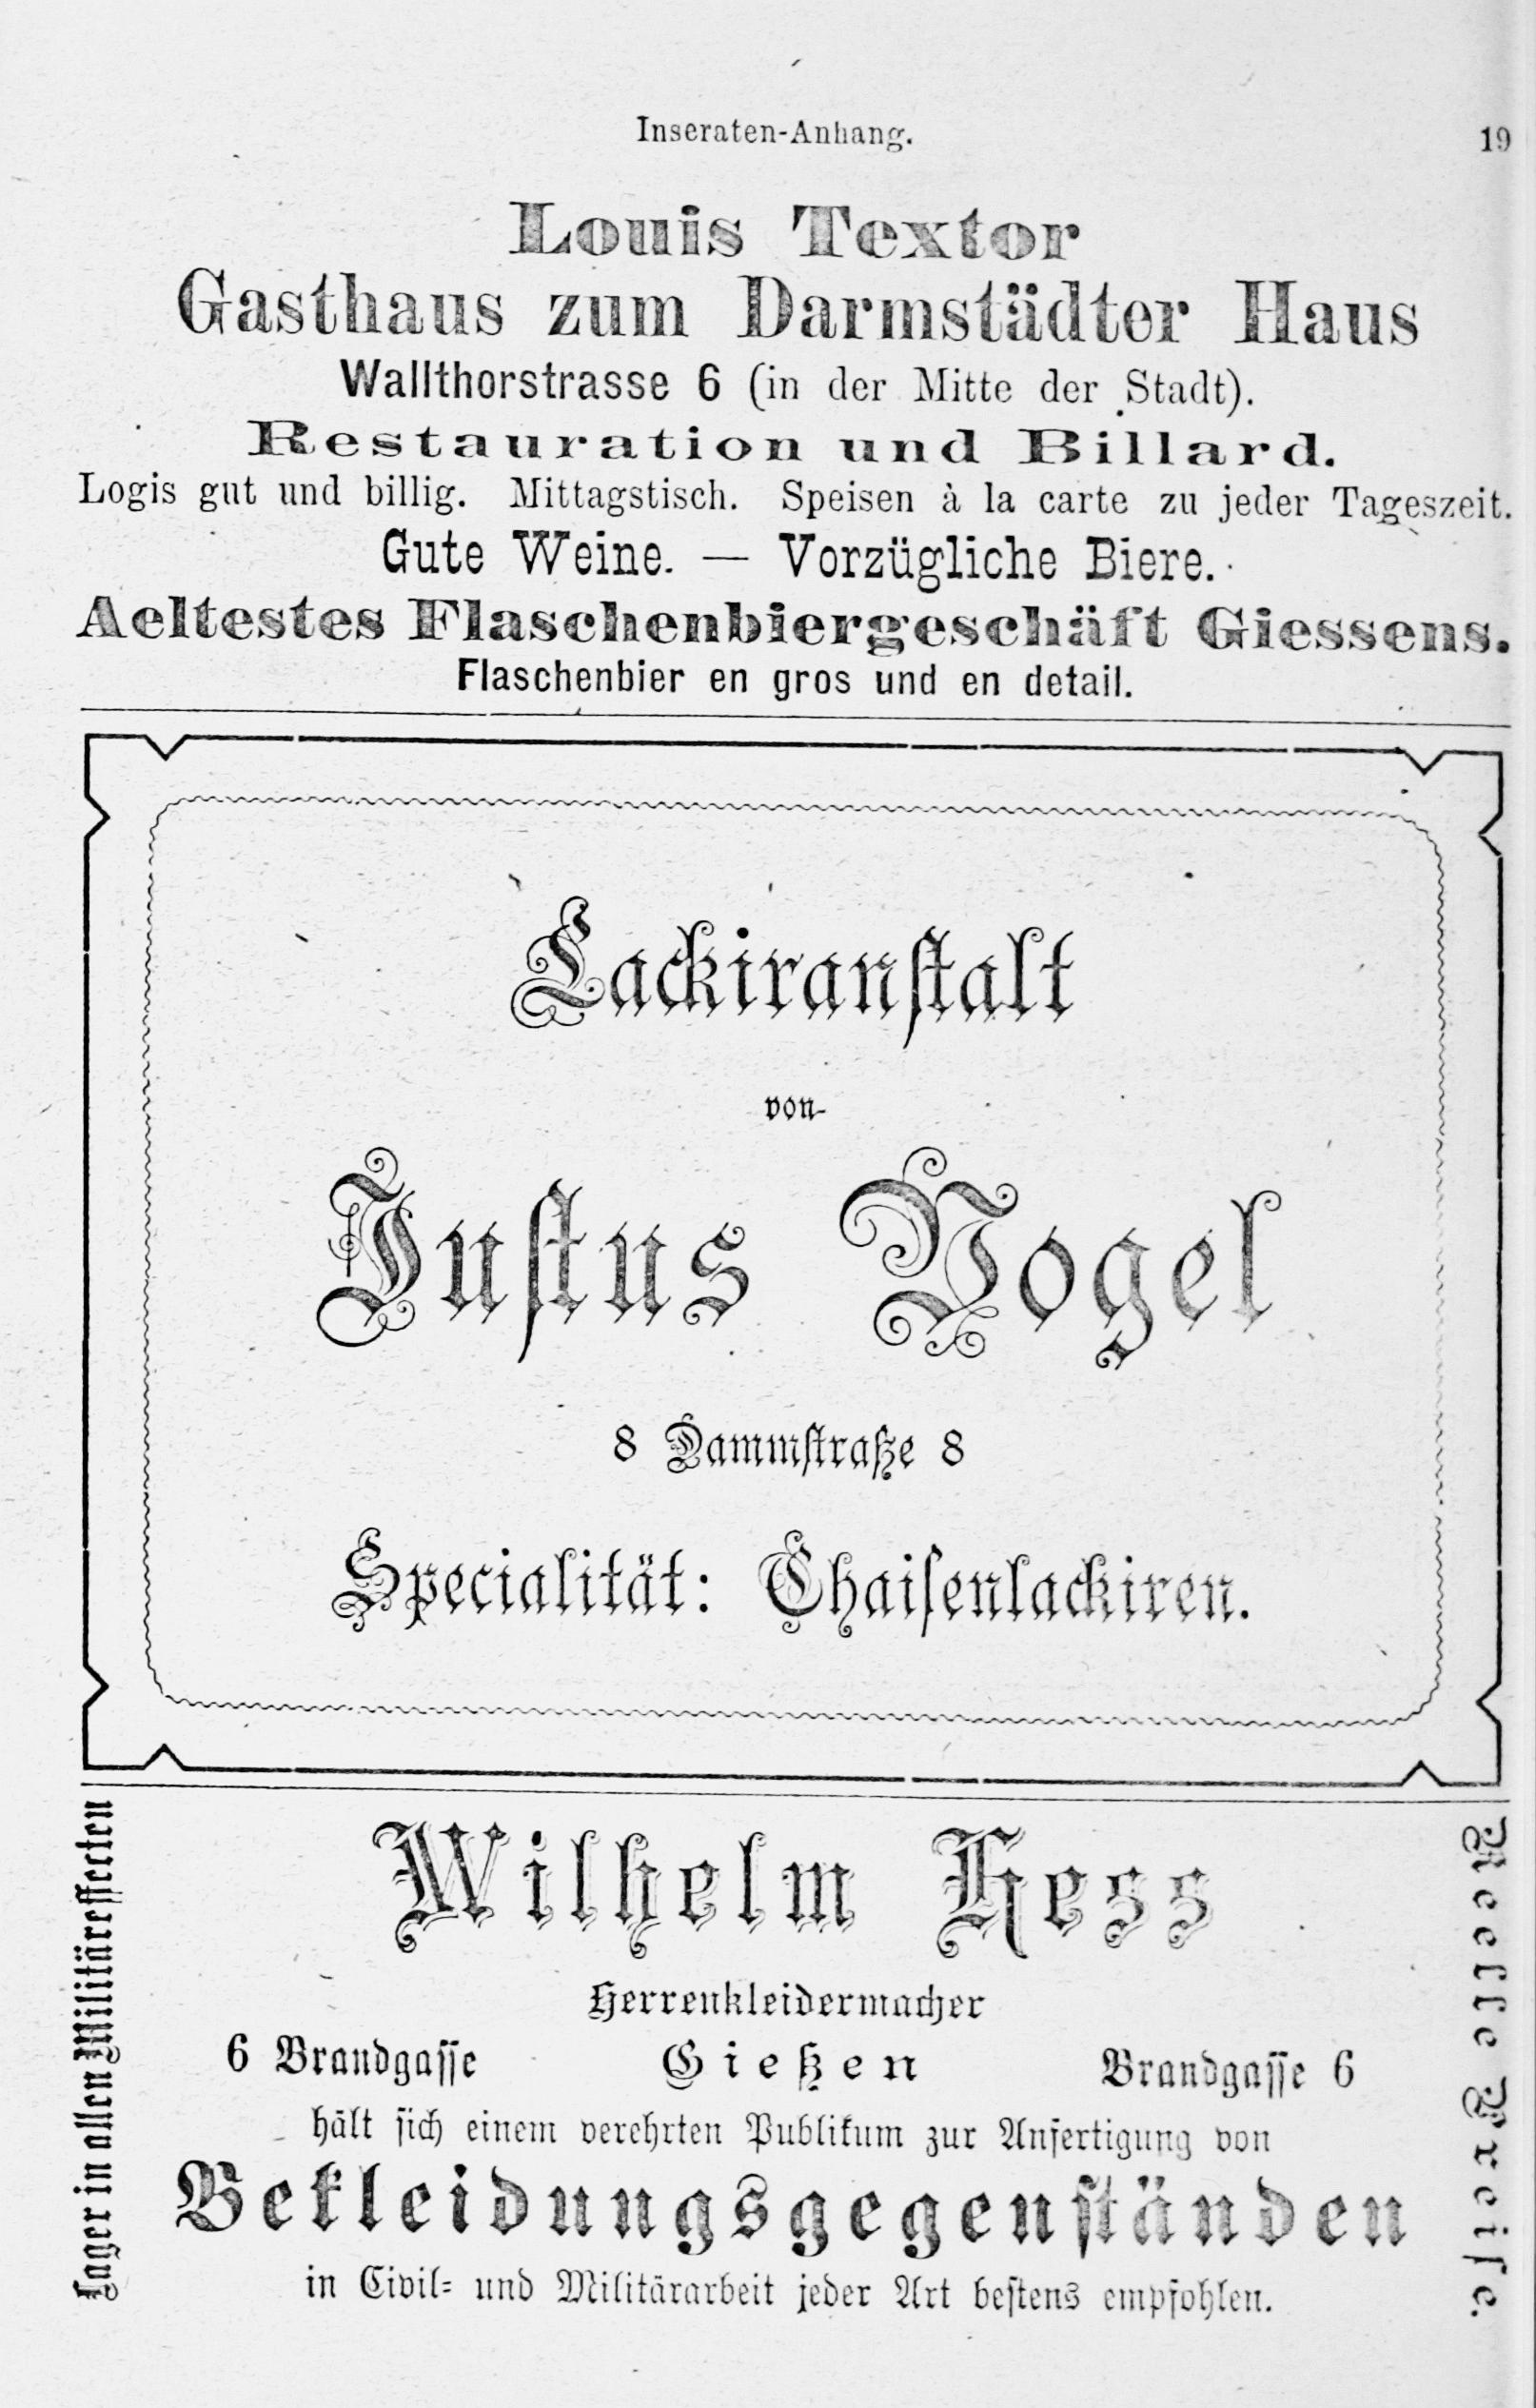 Inseraten-Anhang. 19
Louis Textor
Gasthaus zum Darmstädter Haus
Wallthorstrasse 6 (in der Mitte der Stadt).
Restauration und Billard.
Logis gut und billig. Mittagstisch. Speisen à la carte zu jeder Tageszeit.
Gute Weine. — Vorzügliche Biere.
Aeltestes Flaschenbiergeschäft Giessens.
Flaschenbier en gros und en detail.
Lackiranstalt
von
Justus Vogel
8 Dammstraße 8
Specialität: Chaisenlackiren.
Lager in allen Militäreffecten
Wilhelm Hess
Herrenkleidermacher
6 Brandgasse Gießen Brandgasse 6
hält sich einem verehrten Publikum zur Anfertigung von
Bekleidungsgegenständen
in Civil- und Militärarbeit jeder Art bestens empfohlen.
Reelle Preise.